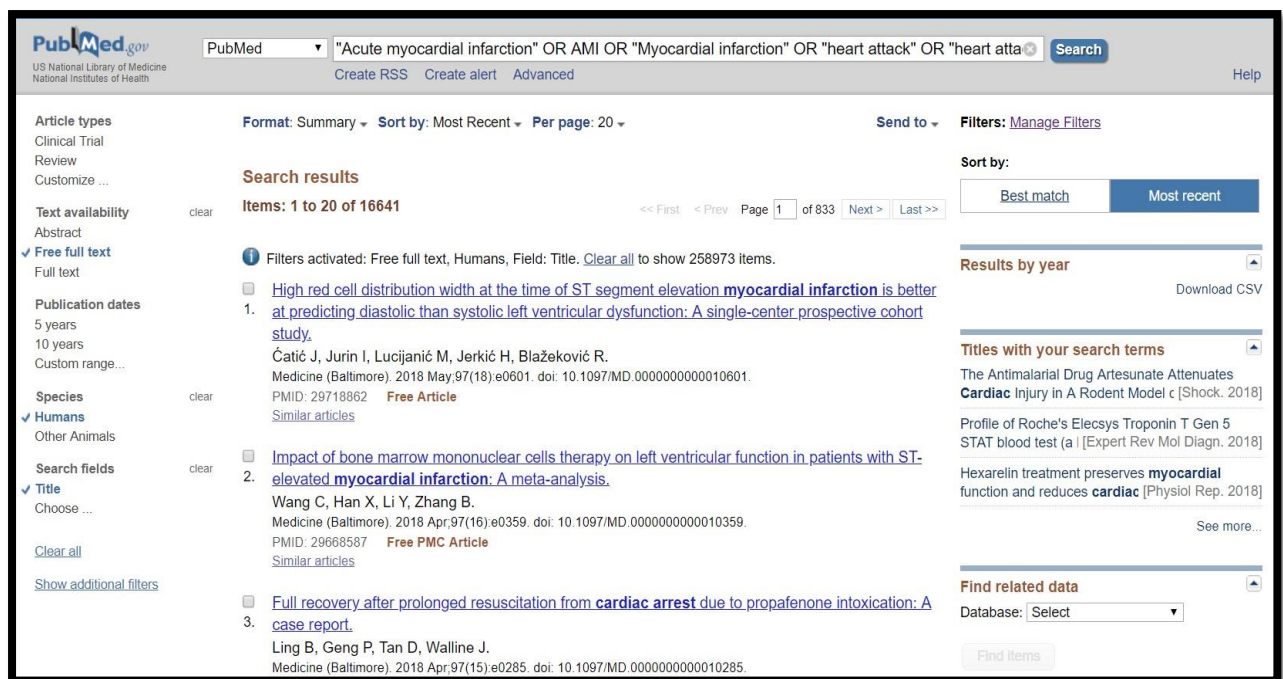 PubMed.gov
US National Library of Medicine
National Institutes of Health
PubMed
"Acute myocardial infarction" OR AMI OR "Myocardial infarction" OR "heart attack" OR "heart atta
Search
Create RSS Create alert Advanced
Help
Article types
Clinical Trial
Review
Customize ...
Text availability clear
Abstract
Free full text
Full text
Publication dates
5 years
10 years
Custom range...
Species clear
Humans
Other Animals
Search fields clear
Title
Choose ...
Clear all
Show additional filters
Format: Summary Sort by: Most Recent Per page: 20 Send to
Search results
Items: 1 to 20 of 16641
<< First < Prev Page 1 of 833 Next > Last >>
Filters activated: Free full text, Humans, Field: Title. Clear all to show 258973 items.
1. High red cell distribution width at the time of ST segment elevation myocardial infarction is better
at predicting diastolic than systolic left ventricular dysfunction: A single-center prospective cohort
study.
Ćatić J, Jurin I, Lucijanić M, Jerkić H, Blažeković R.
Medicine (Baltimore). 2018 May;97(18):e0601. doi: 10.1097/MD.0000000000010601.
PMID: 29718862 Free Article
Similar articles
2. Impact of bone marrow mononuclear cells therapy on left ventricular function in patients with ST-
elevated myocardial infarction: A meta-analysis.
Wang C, Han X, Li Y, Zhang B.
Medicine (Baltimore). 2018 Apr;97(16):e0359. doi: 10.1097/MD.0000000000010359.
PMID: 29668587 Free PMC Article
Similar articles
3. Full recovery after prolonged resuscitation from cardiac arrest due to propafenone intoxication: A
case report.
Ling B, Geng P, Tan D, Walline J.
Medicine (Baltimore). 2018 Apr;97(15):e0285. doi: 10.1097/MD.0000000000010285.
Filters: Manage Filters
Sort by:
Best match Most recent
Results by year
Download CSV
Titles with your search terms
The Antimalarial Drug Artesunate Attenuates
Cardiac Injury in A Rodent Model c [Shock. 2018]
Profile of Roche's Elecsys Troponin T Gen 5
STAT blood test (a [Expert Rev Mol Diagn. 2018]
Hexarelin treatment preserves myocardial
function and reduces cardiac [Physiol Rep. 2018]
See more...
Find related data
Database: Select
Find items